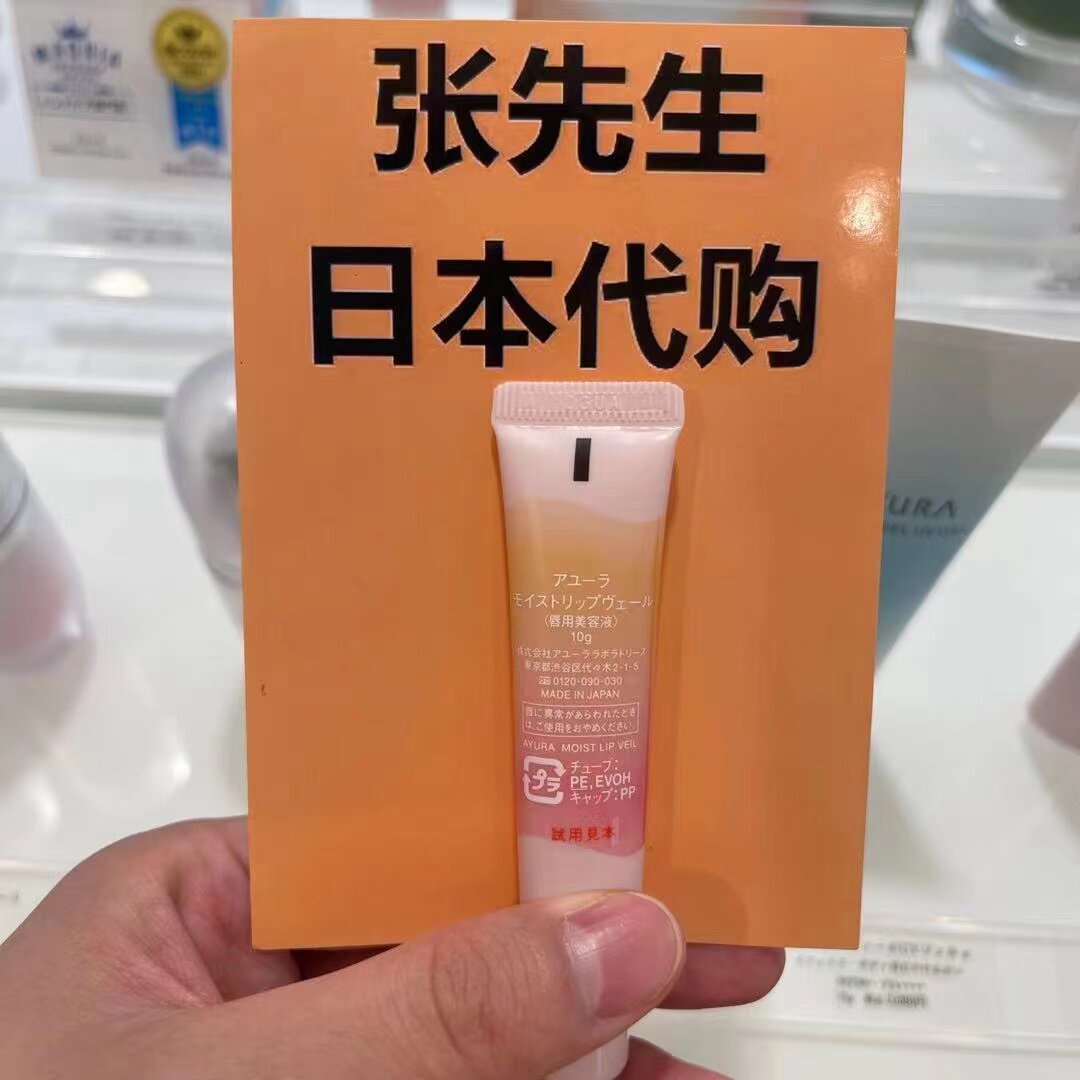 张先生
日本代购
アユーラ
モイストリップヴェール
(唇用美容液)
10g
株式会社アユーララボラトリーズ
東京都渋谷区代々木2-1-5
0120-090-030
MADE IN JAPAN
唇に異常があらわれたとき
は、ご使用をおやめください。
AYURA MOIST LIP VEIL
プラ
チューブ:
PE, EVOH
キャップ:PP
試用見本
URA